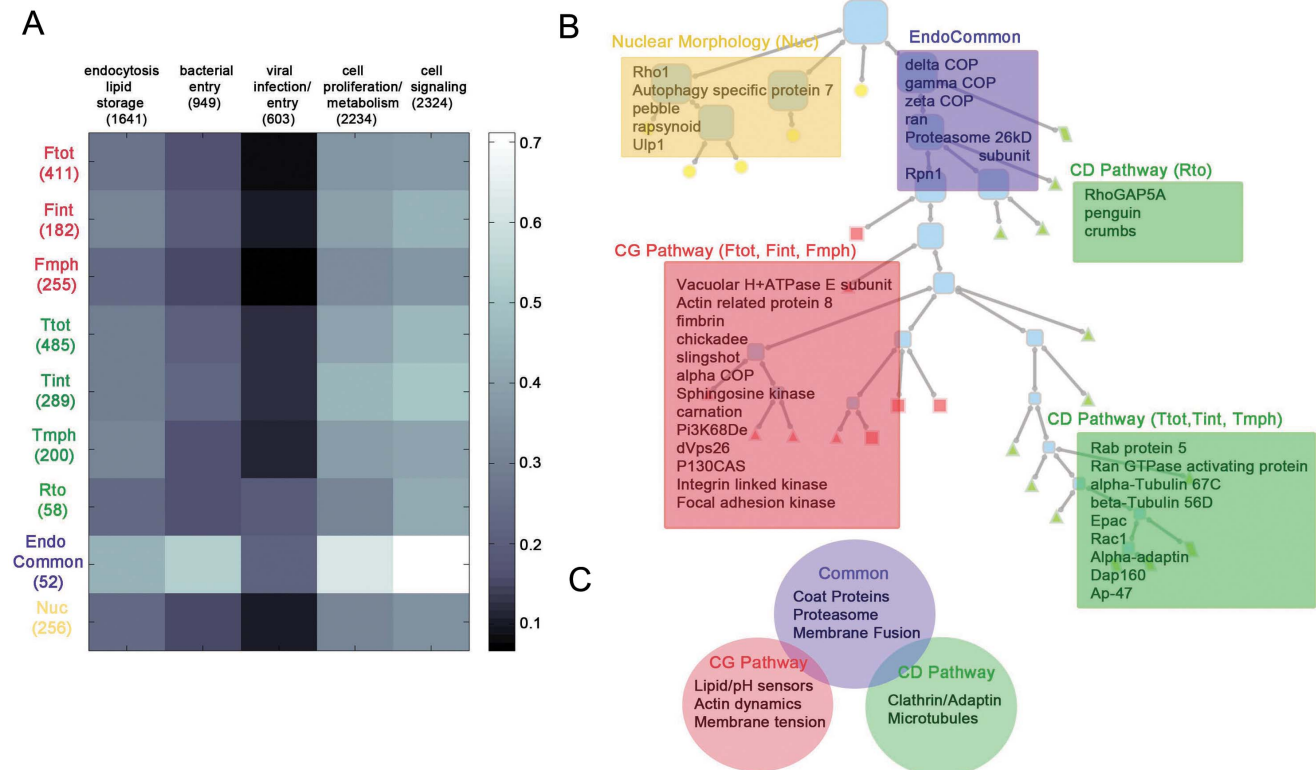 A
endocytosis
lipid
storage
(1641)
bacterial
entry
(949)
viral
infection/
entry
(603)
cell
proliferation/
metabolism
(2234)
cell
signaling
(2324)
Ftot
(411)
Fint
(182)
Fmph
(255)
Ttot
(485)
Tint
(289)
Tmph
(200)
Rto
(58)
Endo
Common
(52)
Nuc
(256)
0.7
0.6
0.5
0.4
0.3
0.2
0.1
B
Nuclear Morphology (Nuc)
Rho1
Autophagy specific protein 7
pebble
rapsynoid
Ulp1
EndoCommon
delta COP
gamma COP
zeta COP
ran
Proteasome 26kD
subunit
Rpn1
CD Pathway (Rto)
RhoGAP5A
penguin
crumbs
CG Pathway (Ftot, Fint, Fmph)
Vacuolar H+ATPase E subunit
Actin related protein 8
fimbrin
chickadee
slingshot
alpha COP
Sphingosine kinase
carnation
Pi3K68De
dVps26
P130CAS
Integrin linked kinase
Focal adhesion kinase
CD Pathway (Ttot,Tint, Tmph)
Rab protein 5
Ran GTPase activating protein
alpha-Tubulin 67C
beta-Tubulin 56D
Epac
Rac1
Alpha-adaptin
Dap160
Ap-47
C
Common
Coat Proteins
Proteasome
Membrane Fusion
CG Pathway
Lipid/pH sensors
Actin dynamics
Membrane tension
CD Pathway
Clathrin/Adaptin
Microtubules